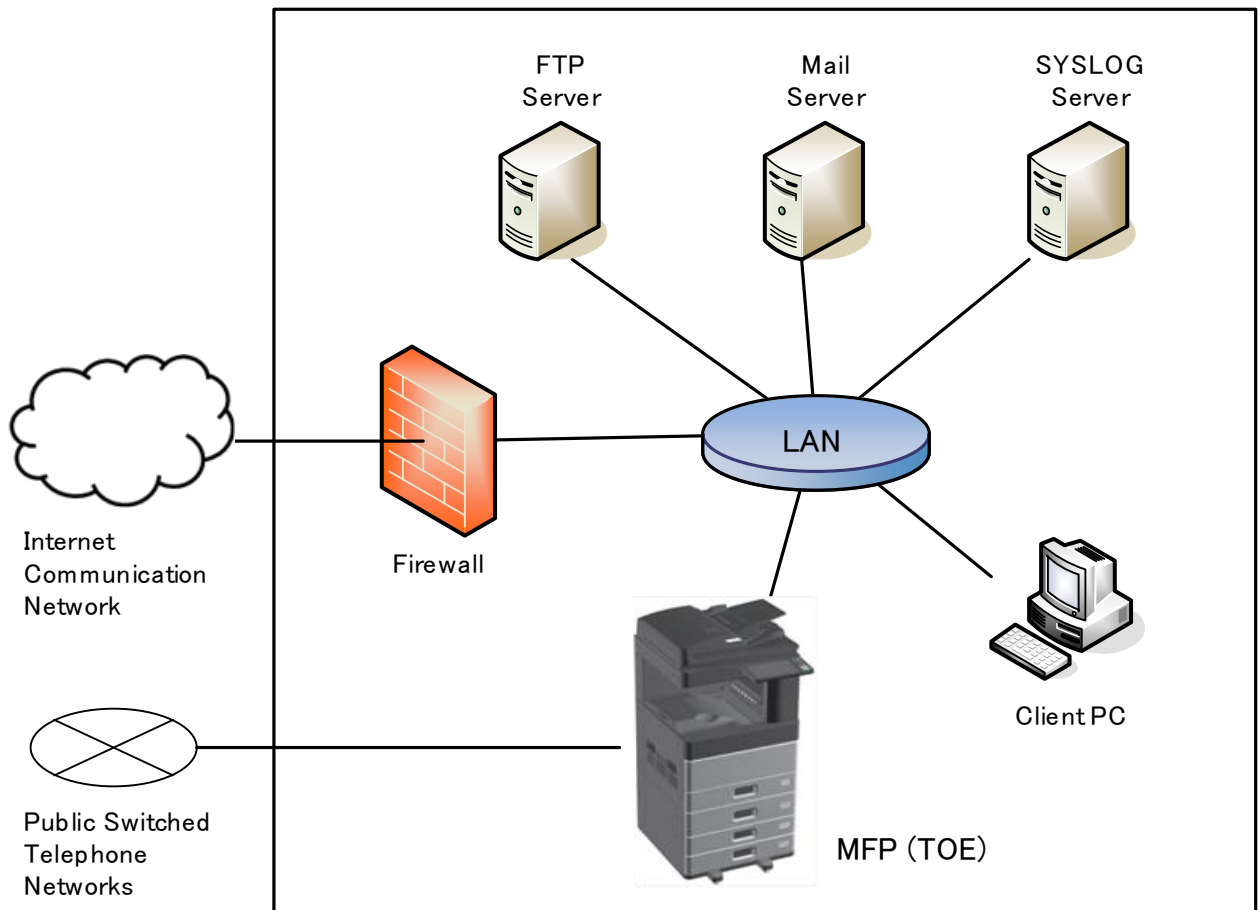 FTP
Server
Mail
Server
SYSLOG
Server
LAN
Internet
Communication
Network
Firewall
Client PC
Public Switched
Telephone
Networks
MFP (TOE)